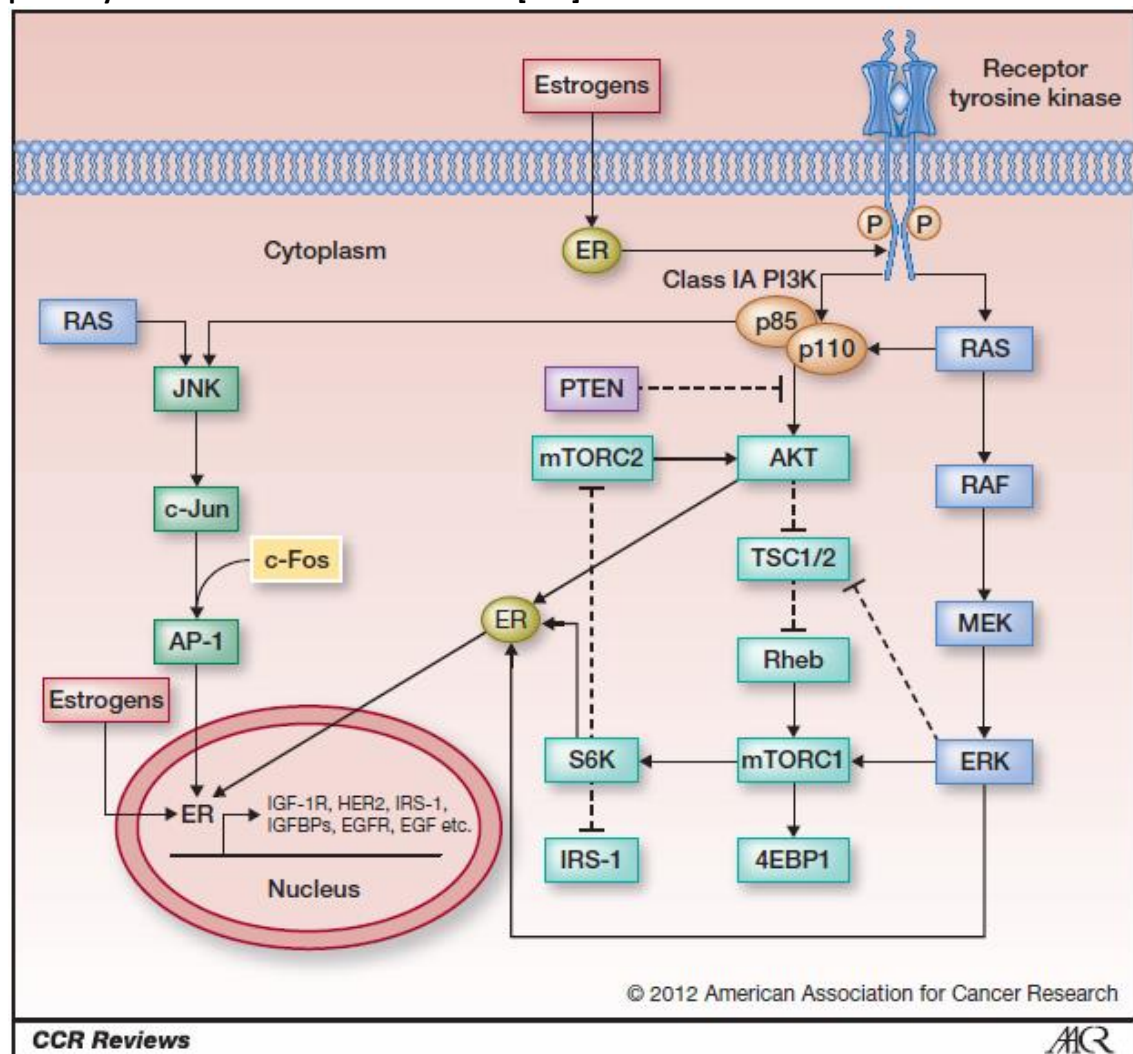 Estrogens
Receptor
tyrosine kinase
P
P
Cytoplasm
ER
Class IA PI3K
p85
p110
RAS
RAS
JNK
PTEN
mTORC2
AKT
RAF
c-Jun
c-Fos
TSC1/2
ER
MEK
AP-1
Rheb
Estrogens
S6K
mTORC1
ERK
ER
IGF-1R, HER2, IRS-1,
IGFBPs, EGFR, EGF etc.
IRS-1
4EBP1
Nucleus
© 2012 American Association for Cancer Research
CCR Reviews
AACR